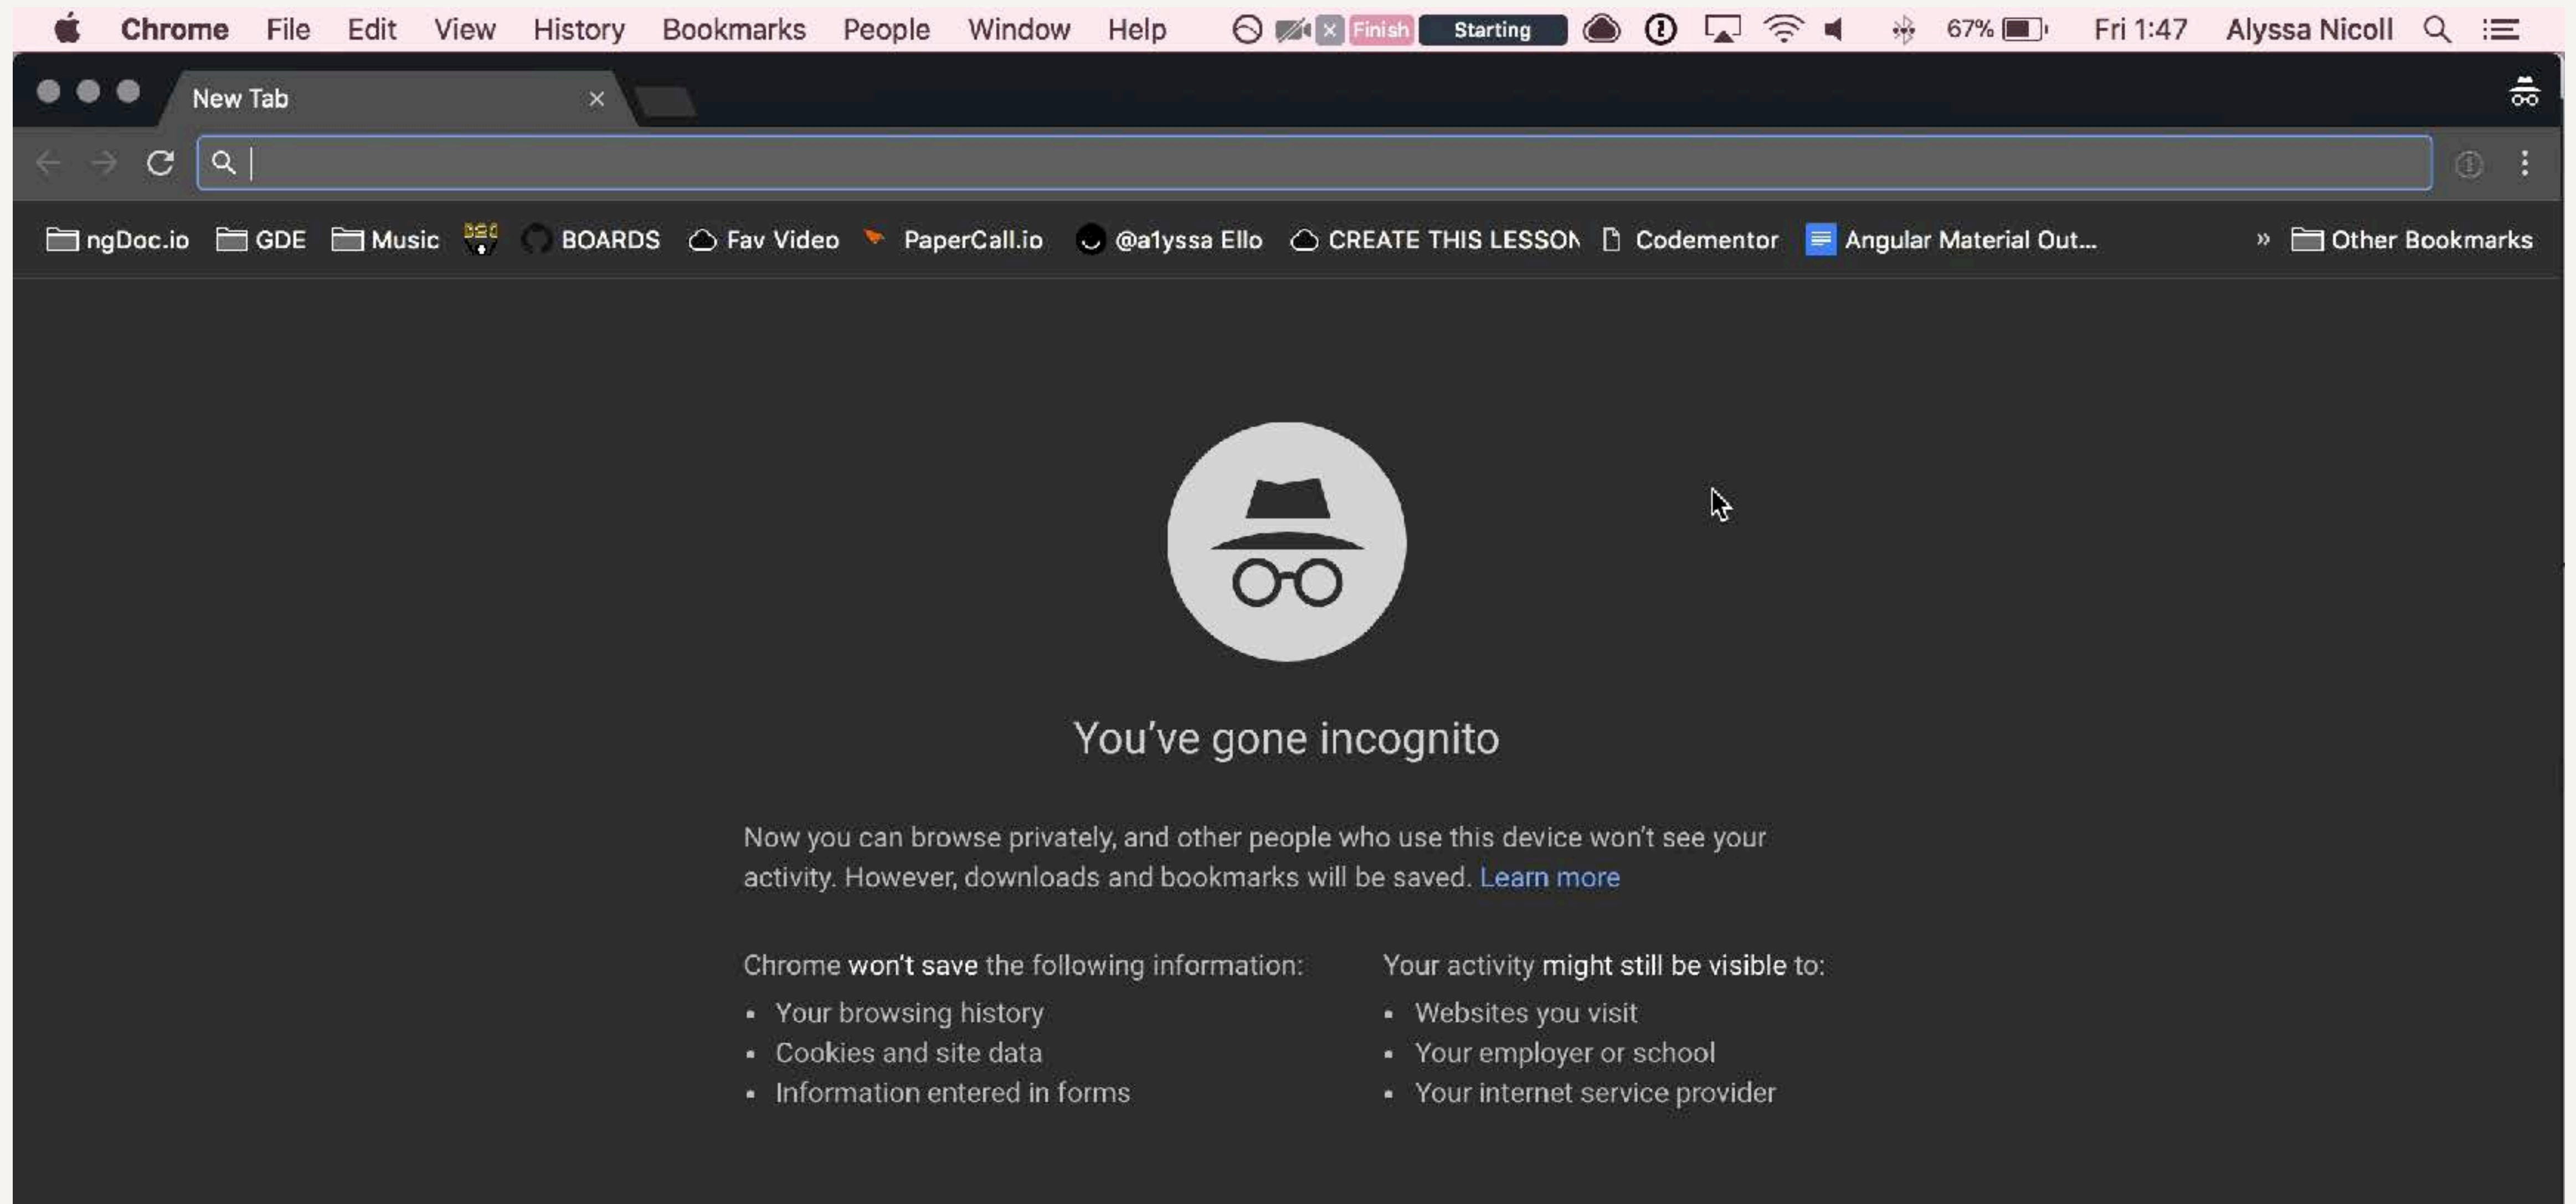 Chrome File Edit View History Bookmarks People Window Help Finish Starting 67% Fri 1:47 Alyssa Nicoll
New Tab
ngDoc.io GDE Music BOARDS Fav Video PaperCall.io @a1yssa Ello CREATE THIS LESSON Codementor Angular Material Out... » Other Bookmarks
You've gone incognito
Now you can browse privately, and other people who use this device won't see your
activity. However, downloads and bookmarks will be saved. Learn more
Chrome won't save the following information:
• Your browsing history
• Cookies and site data
• Information entered in forms
Your activity might still be visible to:
• Websites you visit
• Your employer or school
• Your internet service provider